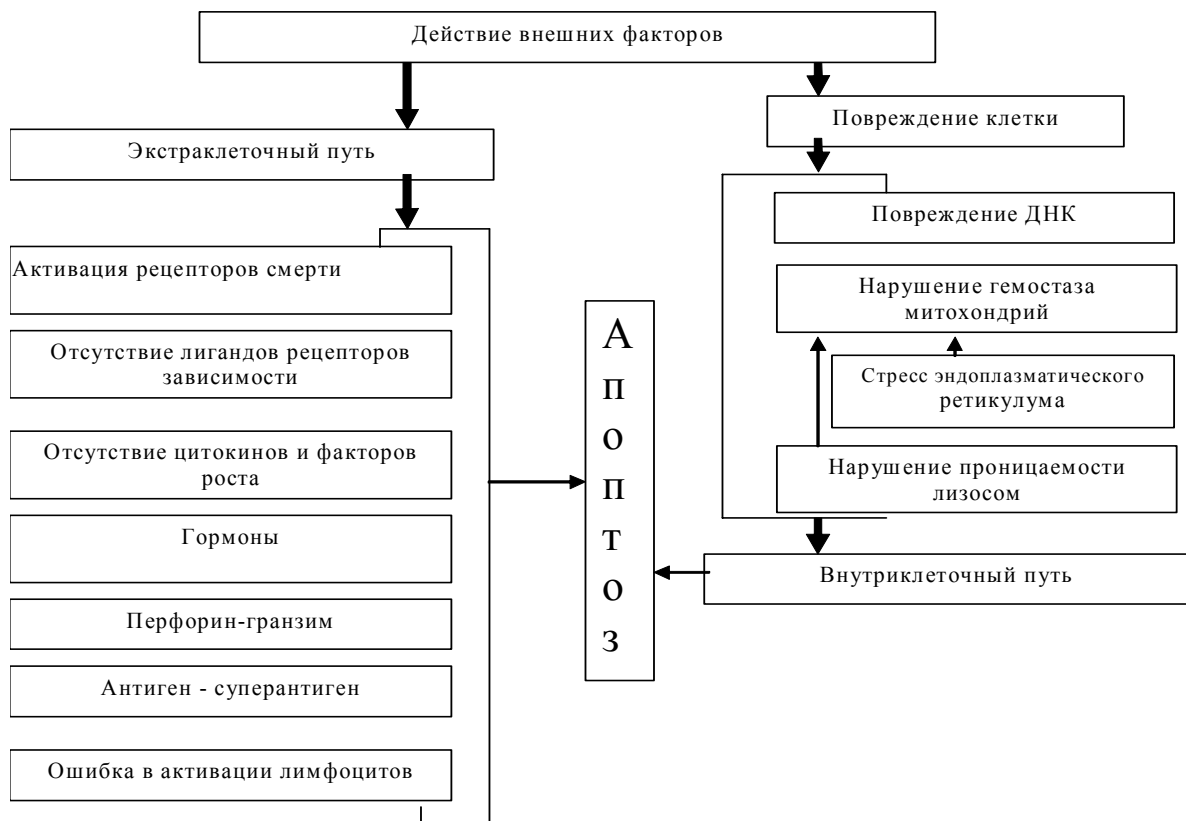 Действие внешних факторов
Экстраклеточный путь
Активация рецепторов смерти
Отсутствие лигандов рецепторов
зависимости
Отсутствие цитокинов и факторов
роста
Гормоны
Перфорин-гранзим
Антиген - суперантиген
Ошибка в активации лимфоцитов
Апоптоз
Повреждение клетки
Повреждение ДНК
Нарушение гемостаза
митохондрий
Стресс эндоплазматического
ретикулума
Нарушение проницаемости
лизосом
Внутриклеточный путь